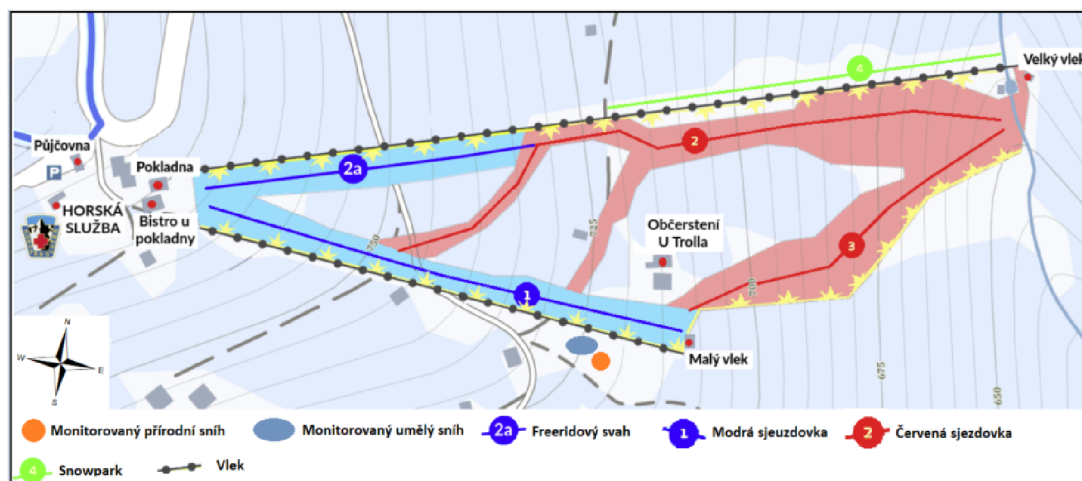 4
Velký vlek
Půjčovna
P
Pokladna
2a
2
HORSKÁ
SLUŽBA
Bistro u
pokladny
750
725
Občerstení
U Trolla
3
1
700
Malý vlek
675
650
N
W
E
S
Monitorovaný přírodní sníh
Monitorovaný umělý sníh
2a
Freeridový svah
1
Modrá sjeuzdovka
2
Červená sjezdovka
4
Snowpark
Vlek